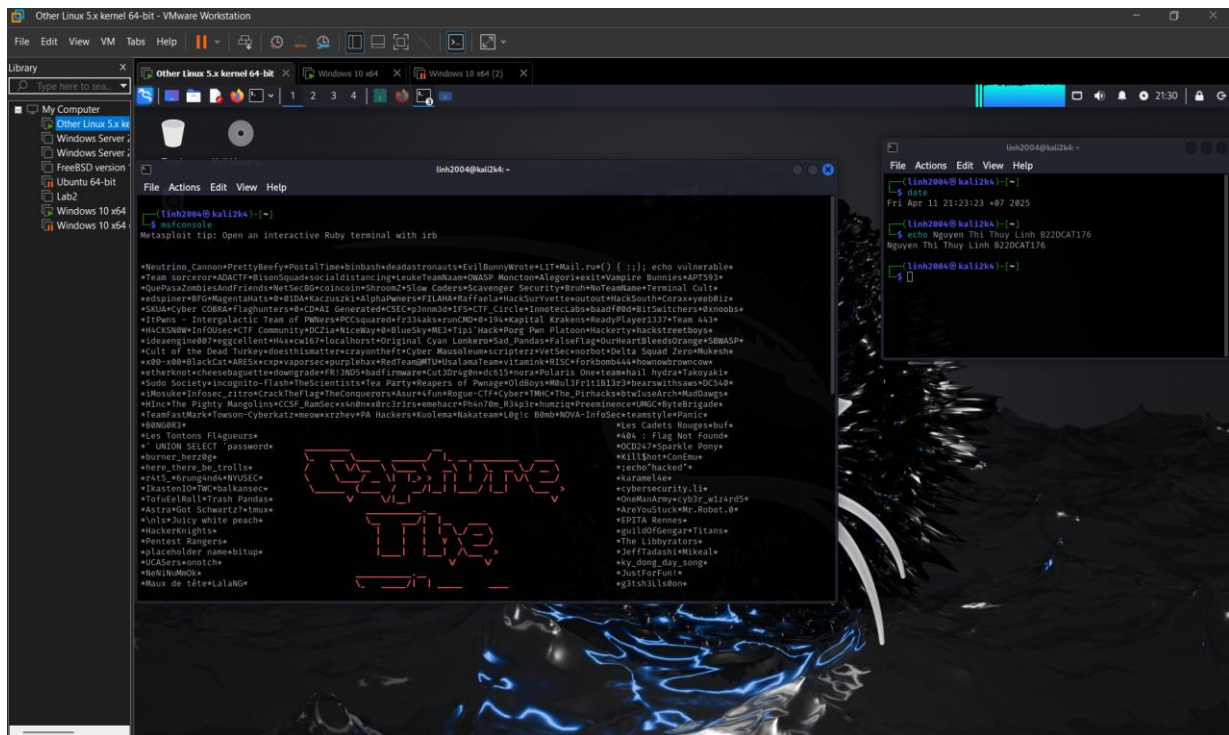 Other Linux 5.x kernel 64-bit - VMware Workstation
File Edit View VM Tabs Help
Library X
Type here to sea...
My Computer
Other Linux 5.x ke
Windows Server 2
Windows Server 2
FreeBSD version 1
Ubuntu 64-bit
Lab2
Windows 10 x64
Windows 10 x64
Other Linux 5.x kernel 64-bit X Windows 10 x64 X Windows 10 x64 (2) X
1 2 3 4
21:30
linh2004@kali2k4: ~
File Actions Edit View Help
(linh2004㉿kali2k4)-[~]
$ msfconsole
Metasploit tip: Open an interactive Ruby terminal with irb
*Neutrino_Cannon*PrettyBeefy*PostalTime*binbash*deadastronauts*EvilBunnyWrote*L1T*Mail.ru*() { :;}; echo vulnerable*
*Team sorceror*ADACTF*BisonSquad*socialdistancing*LeukeTeamNaam*OWASP Moncton*Alegori*exit*Vampire Bunnies*APT593*
*QuePasaZombiesAndFriends*NetSecBG*coincoin*ShroomZ*Slow Coders*Scavenger Security*Bruh*NoTeamName*Terminal Cult*
*edspiner*BFG*MagentaHats*0×01DA*Kaczuszki*AlphaPwners*FILAHA*Raffaela*HackSurYvette*outout*HackSouth*Corax*yeeb0iz*
*SKUA*Cyber COBRA*flaghunters*0×CD*AI Generated*CSEC*p3nnm3d*IFS*CTF_Circle*InnotecLabs*baadf00d*BitSwitchers*0xnoobs*
*ItPwns - Intergalactic Team of PWNers*PCCsquared*fr334aks*runCMD*0×194*Kapital Krakens*ReadyPlayer1337*Team 443*
*H4CKSN0W*InfOUsec*CTF Community*DCZia*NiceWay*0×BlueSky*ME3*Tipi'Hack*Porg Pwn Platoon*Hackerty*hackstreetboys*
*ideaengine007*eggcellent*H4x*cw167*localhorst*Original Cyan Lonkero*Sad_Pandas*FalseFlag*OurHeartBleedsOrange*SBWASP*
*Cult of the Dead Turkey*doesthismatter*crayontheft*Cyber Mausoleum*scripterz*VetSec*norbot*Delta Squad Zero*Mukesh*
*x00-x00*BlackCat*ARESx*cxp*vaporsec*purplehax*RedTeam@MTU*UsalamaTeam*vitamink*RISC*forkbomb444*hownowbrowncow*
*etherknot*cheesebaguette*downgrade*FR!3ND5*badfirmware*Cut3Dr4g0n*dc615*nora*Polaris One*team*hail hydra*Takoyaki*
*Sudo Society*incognito-flash*TheScientists*Tea Party*Reapers of Pwnage*OldBoys*M0ul3Fr1t1B13r3*bearswithsaws*DC540*
*iMosuke*Infosec_zitro*CrackTheFlag*TheConquerors*Asur*4fun*Rogue-CTF*Cyber*TMHC*The_Pirhacks*btwIuseArch*MadDawgs*
*HInc*The Pighty Mangolins*CCSF_RamSec*x4n0n*x0rc3r3rs*emehacr*Ph4n70m_R34p3r*humziq*Preeminence*UMGC*ByteBrigade*
*TeamFastMark*Towson-Cyberkatz*meow*xrzhev*PA Hackers*Kuolema*Nakateam*L0g!c B0mb*NOVA-InfoSec*teamstyle*Panic*
*B0NG0R3* *Les Cadets Rouges*buf*
*Les Tontons Fl4gueurs* *404 : Flag Not Found*
*' UNION SELECT 'password* *OCD247*Sparkle Pony*
*burner_herz0g* *Kill$hot*ConEmu*
*here_there_be_trolls* *;echo"hacked"*
*r4t5_*6rung4nd4*NYUSEC* *karamel4e*
*IkastenIO*TWC*balkansec* *cybersecurity.li*
*TofuEelRoll*Trash Pandas* *OneManArmy*cyb3r_w1z4rd5*
*Astra*Got Schwartz?*tmux* *AreYouStuck*Mr.Robot.0*
*\nls*Juicy white peach* *EPITA Rennes*
*HackerKnights* *guildOfGengar*Titans*
*Pentest Rangers* *The Libbyrators*
*placeholder name*bitup* *JeffTadashi*Mikeal*
*UCASers*onotch* *ky_dong_day_song*
*NeNiNuMmOk* *JustForFun!*
*Maux de tête*LalaNG* *g3tsh3Lls0on*
Capture
The
linh2004@kali2k4: ~
File Actions Edit View Help
(linh2004㉿kali2k4)-[~]
$ date
Fri Apr 11 21:23:23 +07 2025
(linh2004㉿kali2k4)-[~]
$ echo Nguyen Thi Thuy Linh B22DCAT176
Nguyen Thi Thuy Linh B22DCAT176
(linh2004㉿kali2k4)-[~]
$